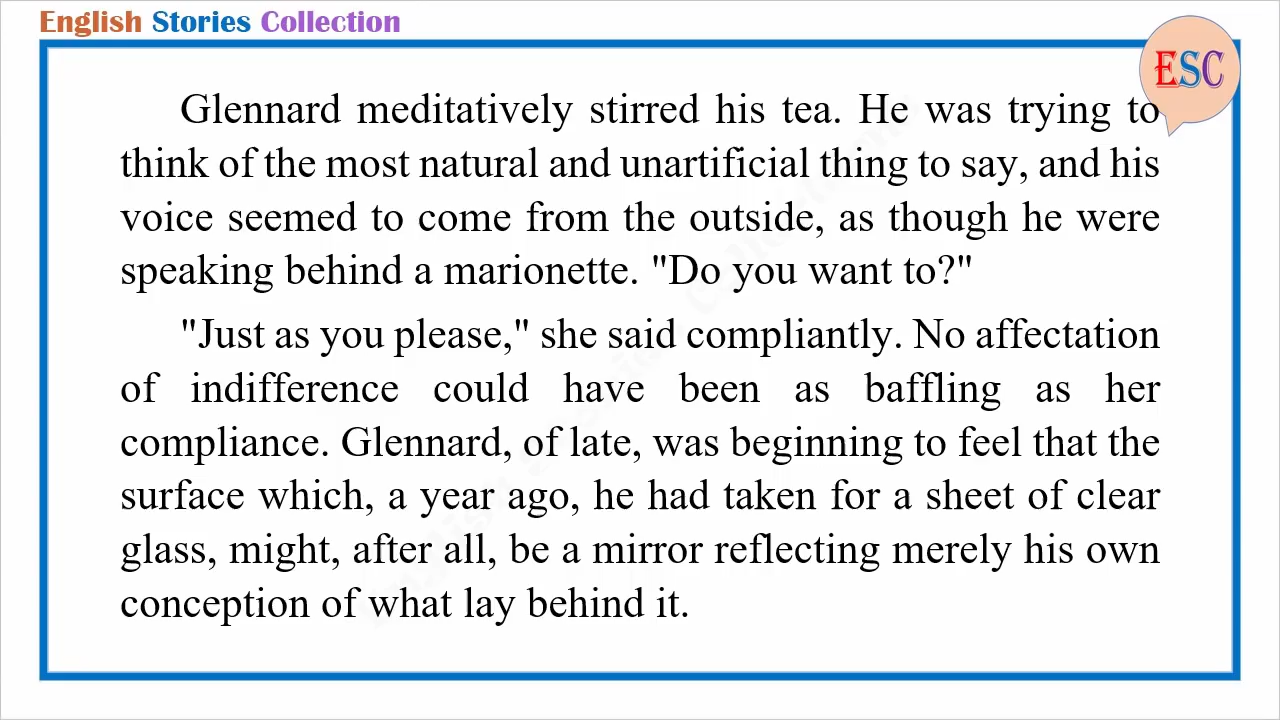 English Stories Collection
ESC
Glennard meditatively stirred his tea. He was trying to
think of the most natural and unartificial thing to say, and his
voice seemed to come from the outside, as though he were
speaking behind a marionette. "Do you want to?"
"Just as you please," she said compliantly. No affectation
of indifference could have been as baffling as her
compliance. Glennard, of late, was beginning to feel that the
surface which, a year ago, he had taken for a sheet of clear
glass, might, after all, be a mirror reflecting merely his own
conception of what lay behind it.